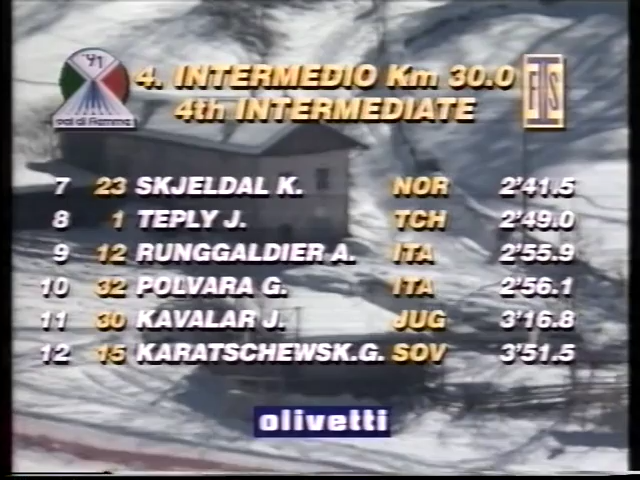 '91
val di Fiemme
4. INTERMEDIO Km 30.0
4th INTERMEDIATE
FIS
7 23 SKJELDAL K. NOR 2'41.5
8 1 TEPLY J. TCH 2'49.0
9 12 RUNGGALDIER A. ITA 2'55.9
10 32 POLVARA G. ITA 2'56.1
11 30 KAVALAR J. JUG 3'16.8
12 15 KARATSCHEWSK.G. SOV 3'51.5
olivetti